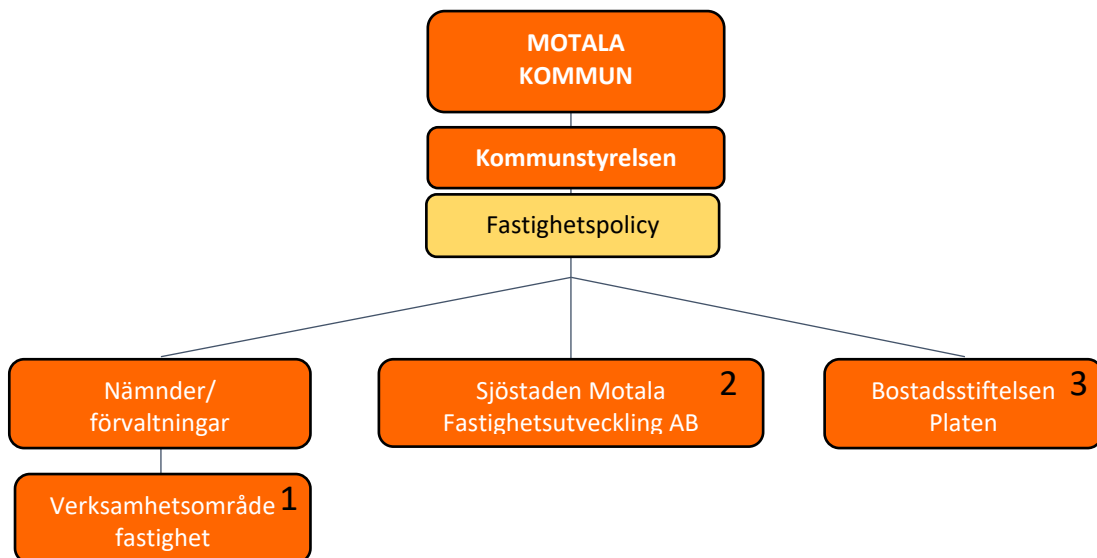 MOTALA
KOMMUN
Kommunstyrelsen
Fastighetspolicy
Nämnder/
förvaltningar
Sjöstaden Motala
Fastighetsutveckling AB
2
Bostadsstiftelsen
Platen
3
Verksamhetsområde
fastighet
1